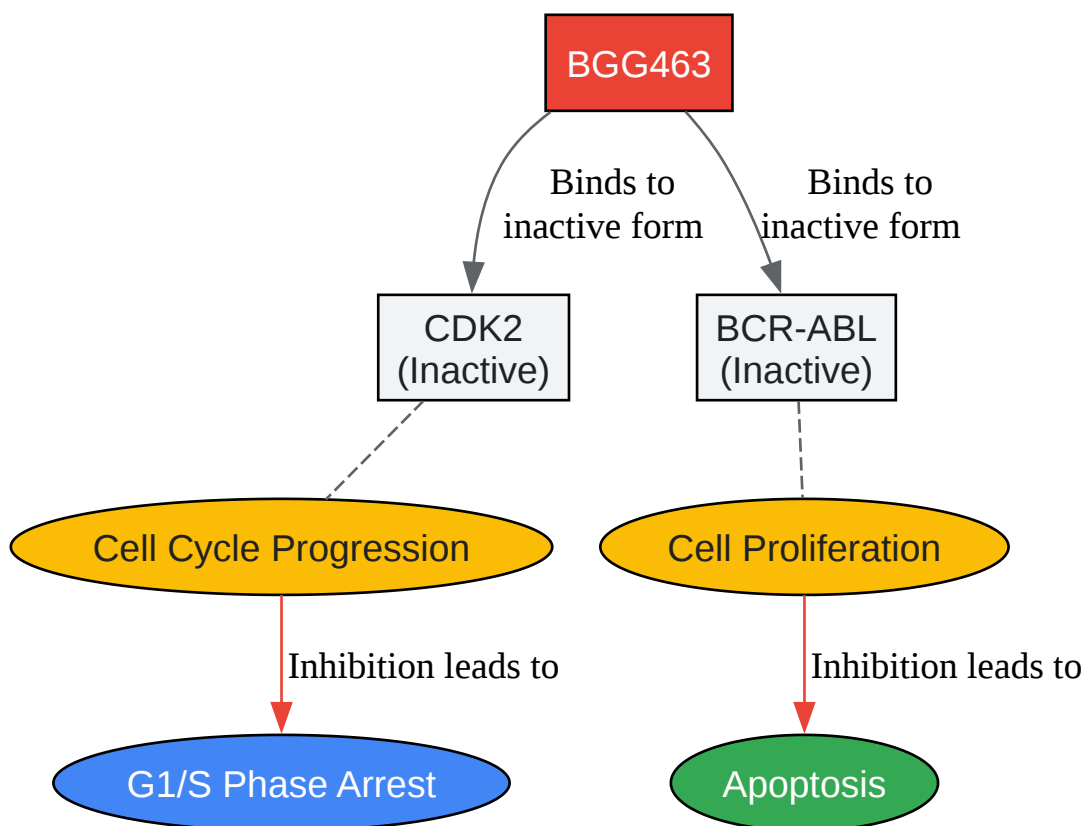 BGG463
Binds to
inactive form
Binds to
inactive form
CDK2
(Inactive)
BCR-ABL
(Inactive)
Cell Cycle Progression
Cell Proliferation
Inhibition leads to
Inhibition leads to
G1/S Phase Arrest
Apoptosis